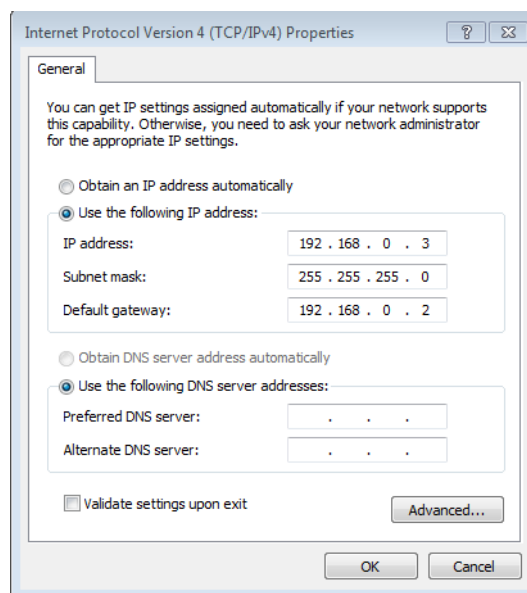 Internet Protocol Version 4 (TCP/IPv4) Properties
General
You can get IP settings assigned automatically if your network supports
this capability. Otherwise, you need to ask your network administrator
for the appropriate IP settings.
Obtain an IP address automatically
Use the following IP address:
IP address: 192 . 168 . 0 . 3
Subnet mask: 255 . 255 . 255 . 0
Default gateway: 192 . 168 . 0 . 2
Obtain DNS server address automatically
Use the following DNS server addresses:
Preferred DNS server: . . .
Alternate DNS server: . . .
Validate settings upon exit
Advanced...
OK Cancel